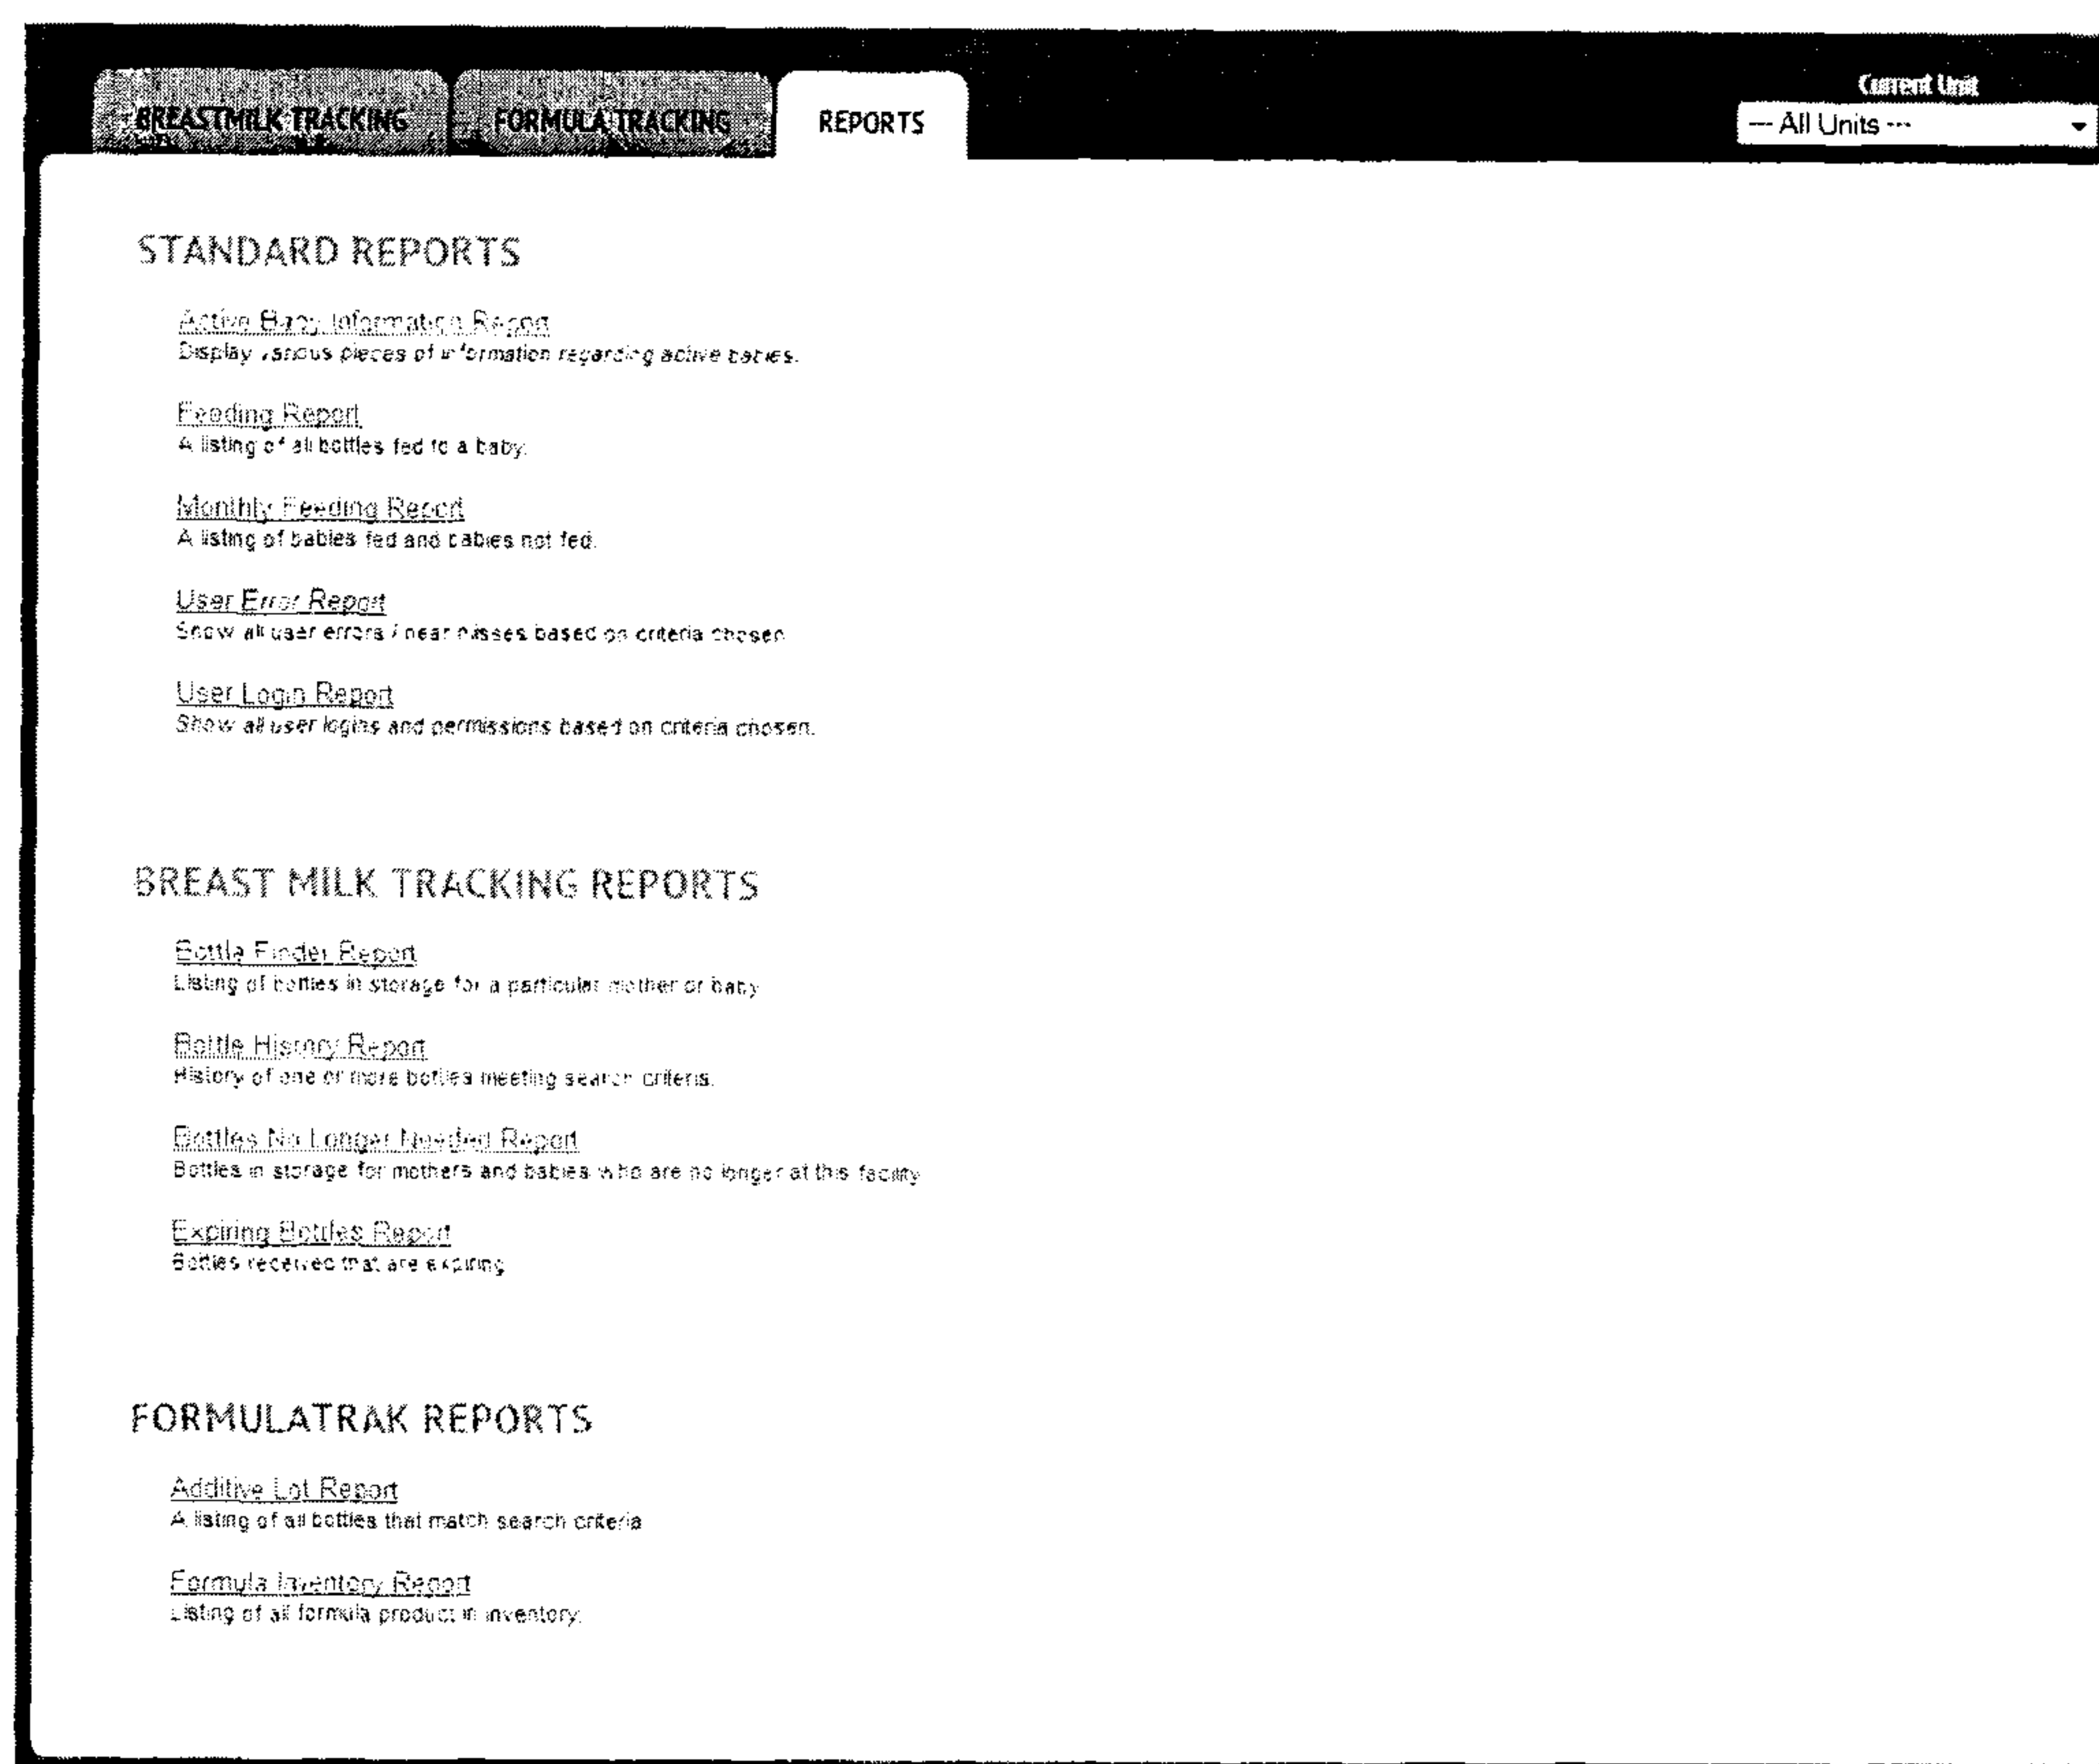 BREASTMILK TRACKING
FORMULA TRACKING
REPORTS
Current Unit
--- All Units ---
STANDARD REPORTS
Active Baby Information Report
Display various pieces of information regarding active babies.
Feeding Report
A listing of all bottles fed to a baby.
Monthly Feeding Report
A listing of babies fed and babies not fed.
User Error Report
Show all user errors / near misses based on criteria chosen
User Login Report
Show all user logins and permissions based on criteria chosen.
BREAST MILK TRACKING REPORTS
Bottle Finder Report
Listing of bottles in storage for a particular mother or baby
Bottle History Report
History of one or more bottles meeting search criteria.
Bottles No Longer Needed Report
Bottles in storage for mothers and babies who are no longer at this facility
Expiring Bottles Report
Bottles received that are expiring
FORMULATRAK REPORTS
Additive Lot Report
A listing of all bottles that match search criteria
Formula Inventory Report
Listing of all formula product in inventory.